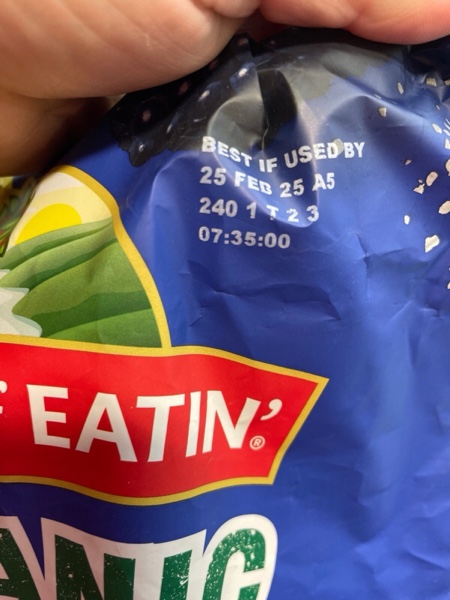 BEST IF USED BY
25 FEB 25 A5
240 1 T 2 3
07:35:00
EATIN'®